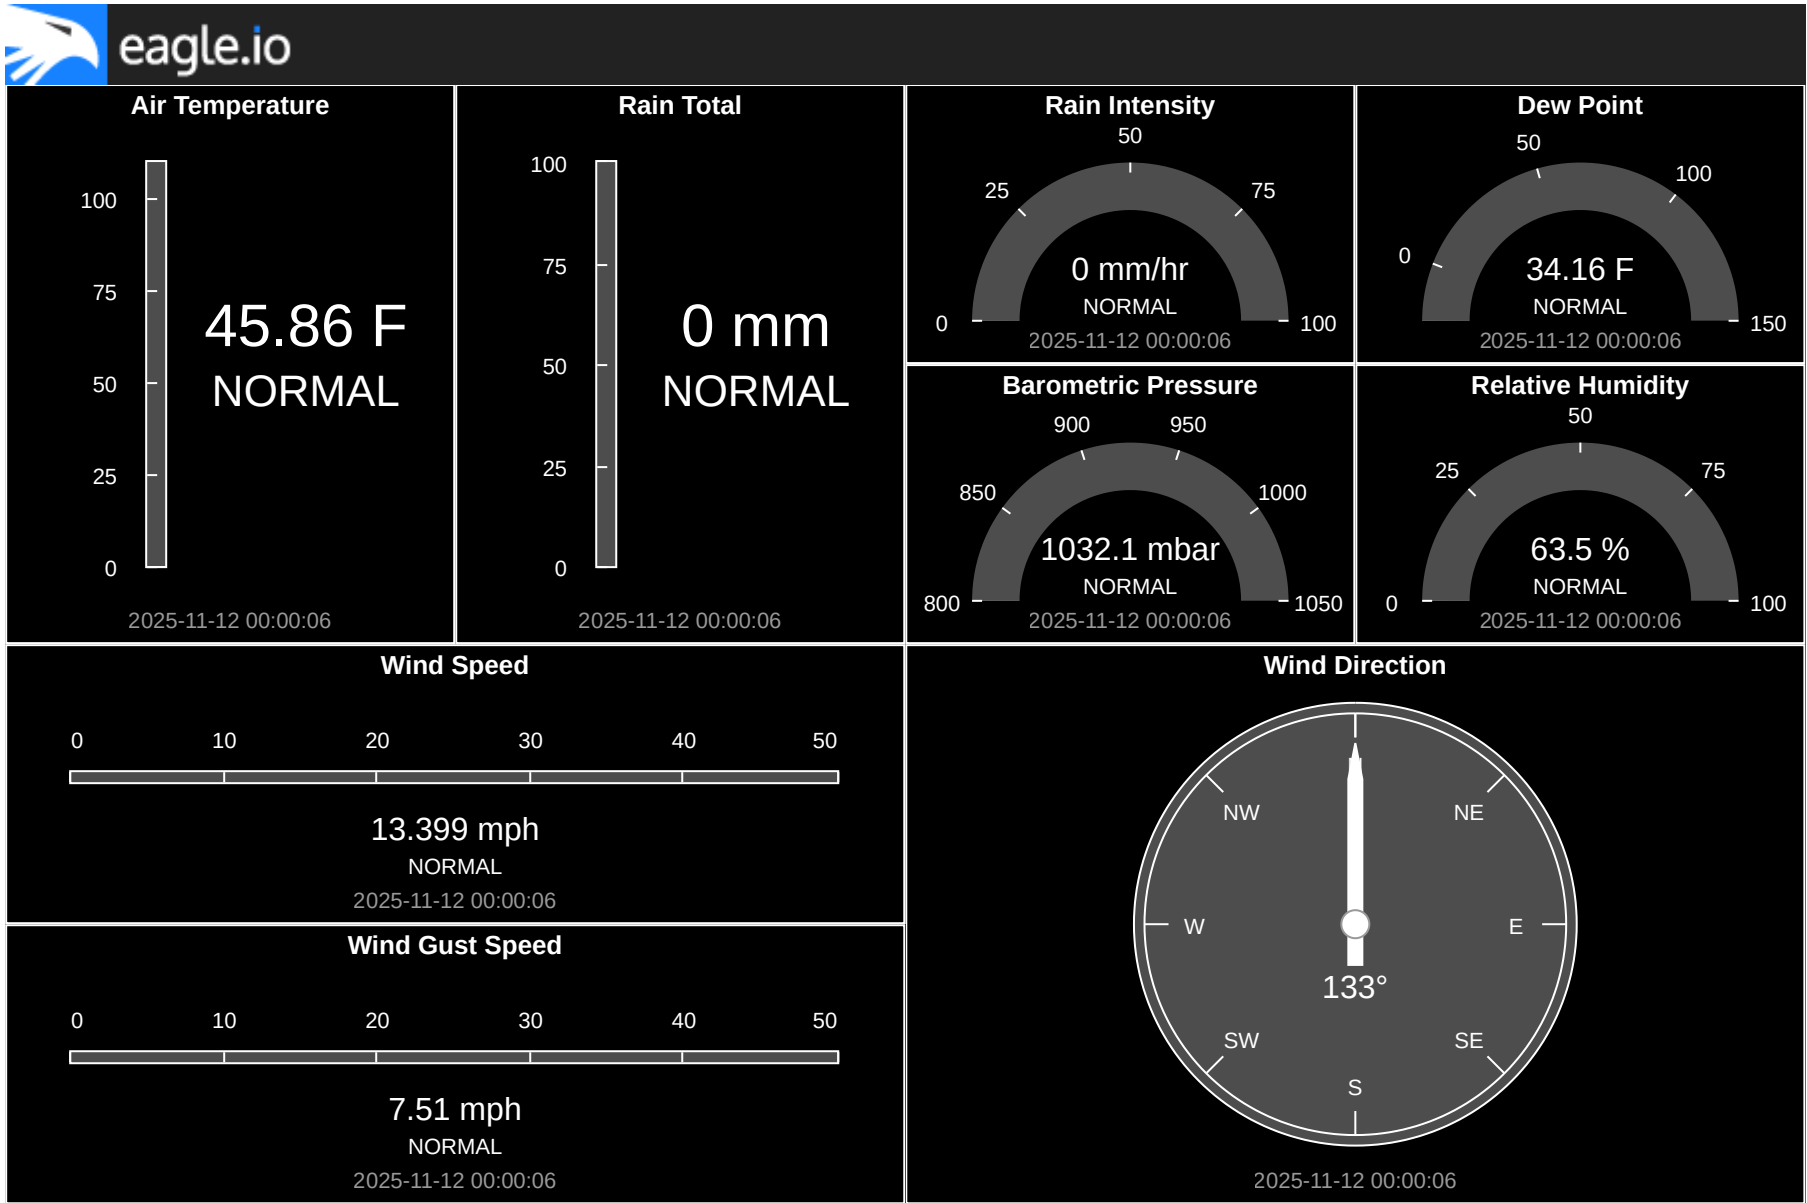 eagle.io
Air Temperature
100
75
50
25
0
45.86 F
NORMAL
2025-11-12 00:00:06
Rain Total
100
75
50
25
0
0 mm
NORMAL
2025-11-12 00:00:06
Rain Intensity
50
25
75
0
100
0 mm/hr
NORMAL
2025-11-12 00:00:06
Dew Point
50
100
0
150
34.16 F
NORMAL
2025-11-12 00:00:06
Barometric Pressure
900
950
850
1000
800
1050
1032.1 mbar
NORMAL
2025-11-12 00:00:06
Relative Humidity
50
25
75
0
100
63.5 %
NORMAL
2025-11-12 00:00:06
Wind Speed
0 10 20 30 40 50
13.399 mph
NORMAL
2025-11-12 00:00:06
Wind Gust Speed
0 10 20 30 40 50
7.51 mph
NORMAL
2025-11-12 00:00:06
Wind Direction
NW NE
W E
133°
SW SE
S
2025-11-12 00:00:06